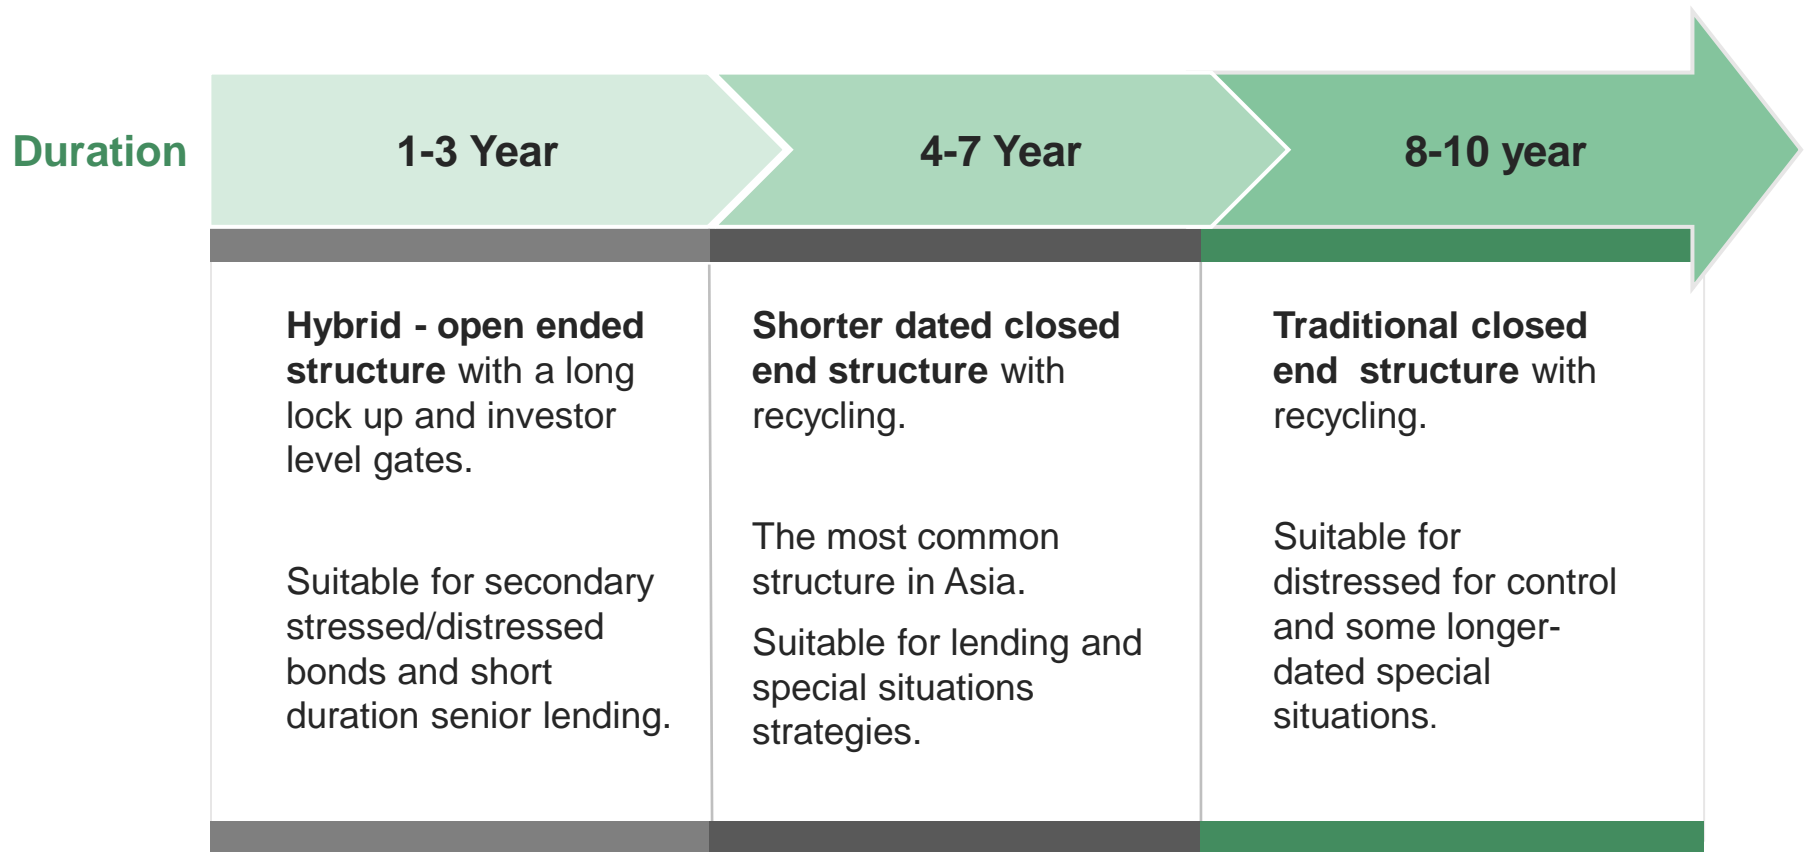 Duration
1-3 Year
4-7 Year
8-10 year
Hybrid - open ended
structure with a long
lock up and investor
level gates.
Suitable for secondary
stressed/distressed
bonds and short
duration senior lending.
Shorter dated closed
end structure with
recycling.
The most common
structure in Asia.
Suitable for lending and
special situations
strategies.
Traditional closed
end  structure with
recycling.
Suitable for
distressed for control
and some longer-
dated special
situations.